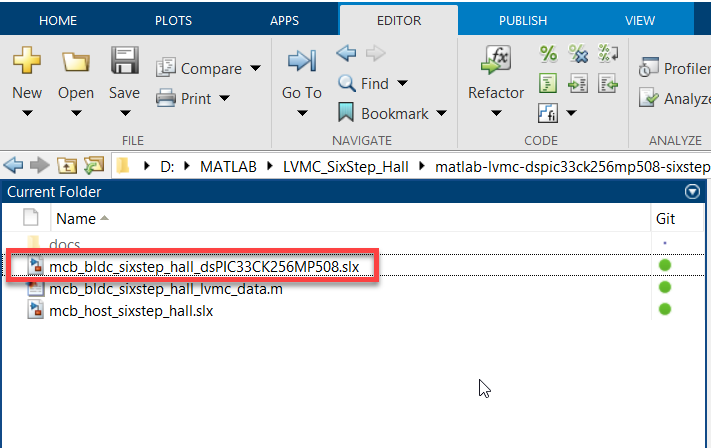 HOME PLOTS APPS EDITOR PUBLISH VIEW
New Open Save Compare Print
Go To Find Bookmark
Refactor fi
Profiler
Analyze
FILE NAVIGATE CODE ANALYZE
D: MATLAB LVMC_SixStep_Hall matlab-lvmc-dspic33ck256mp508-sixstep
Current Folder
Name Git
docs
mcb_bldc_sixstep_hall_dsPIC33CK256MP508.slx
mcb_bldc_sixstep_hall_lvmc_data.m
mcb_host_sixstep_hall.slx